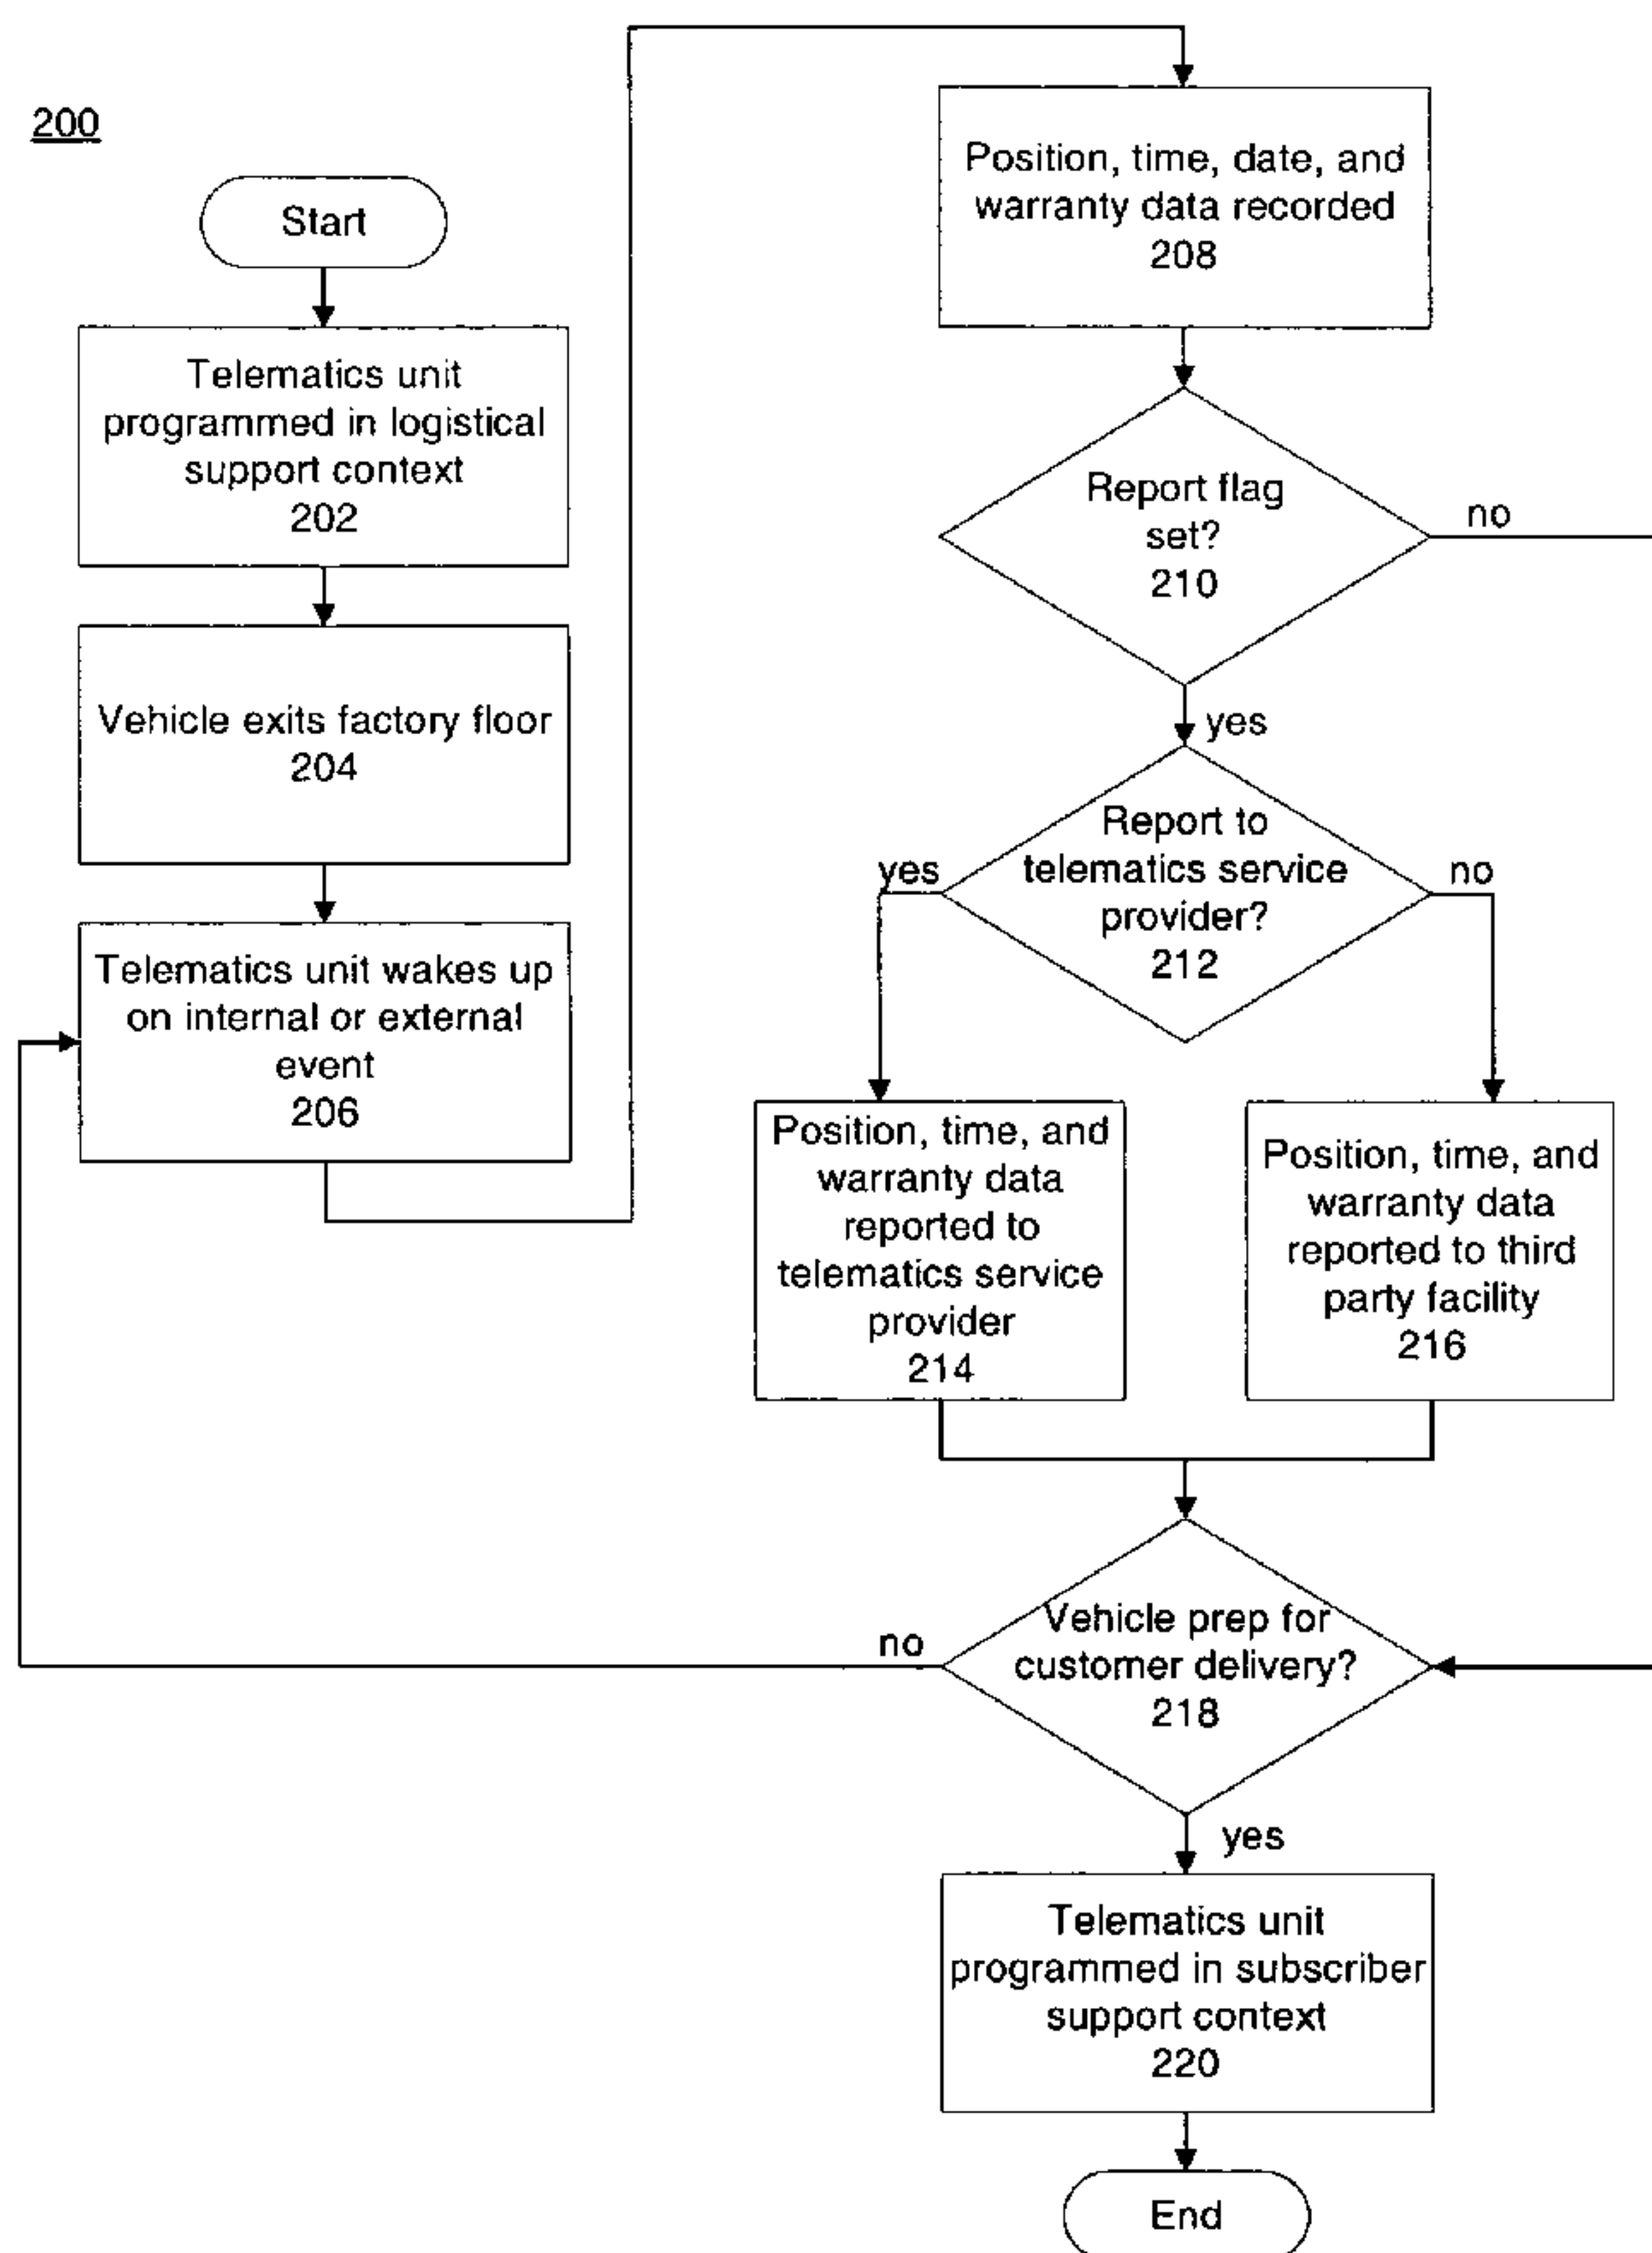 200
Start
Telematics unit
programmed in logistical
support context
202
Vehicle exits factory floor
204
Telematics unit wakes up
on internal or external
event
206
Position, time, date, and
warranty data recorded
208
Report flag
set?
210
no
yes
Report to
telematics service
provider?
212
yes
no
Position, time, and
warranty data
reported to
telematics service
provider
214
Position, time, and
warranty data
reported to third
party facility
216
Vehicle prep for
customer delivery?
218
no
yes
Telematics unit
programmed in subscriber
support context
220
End